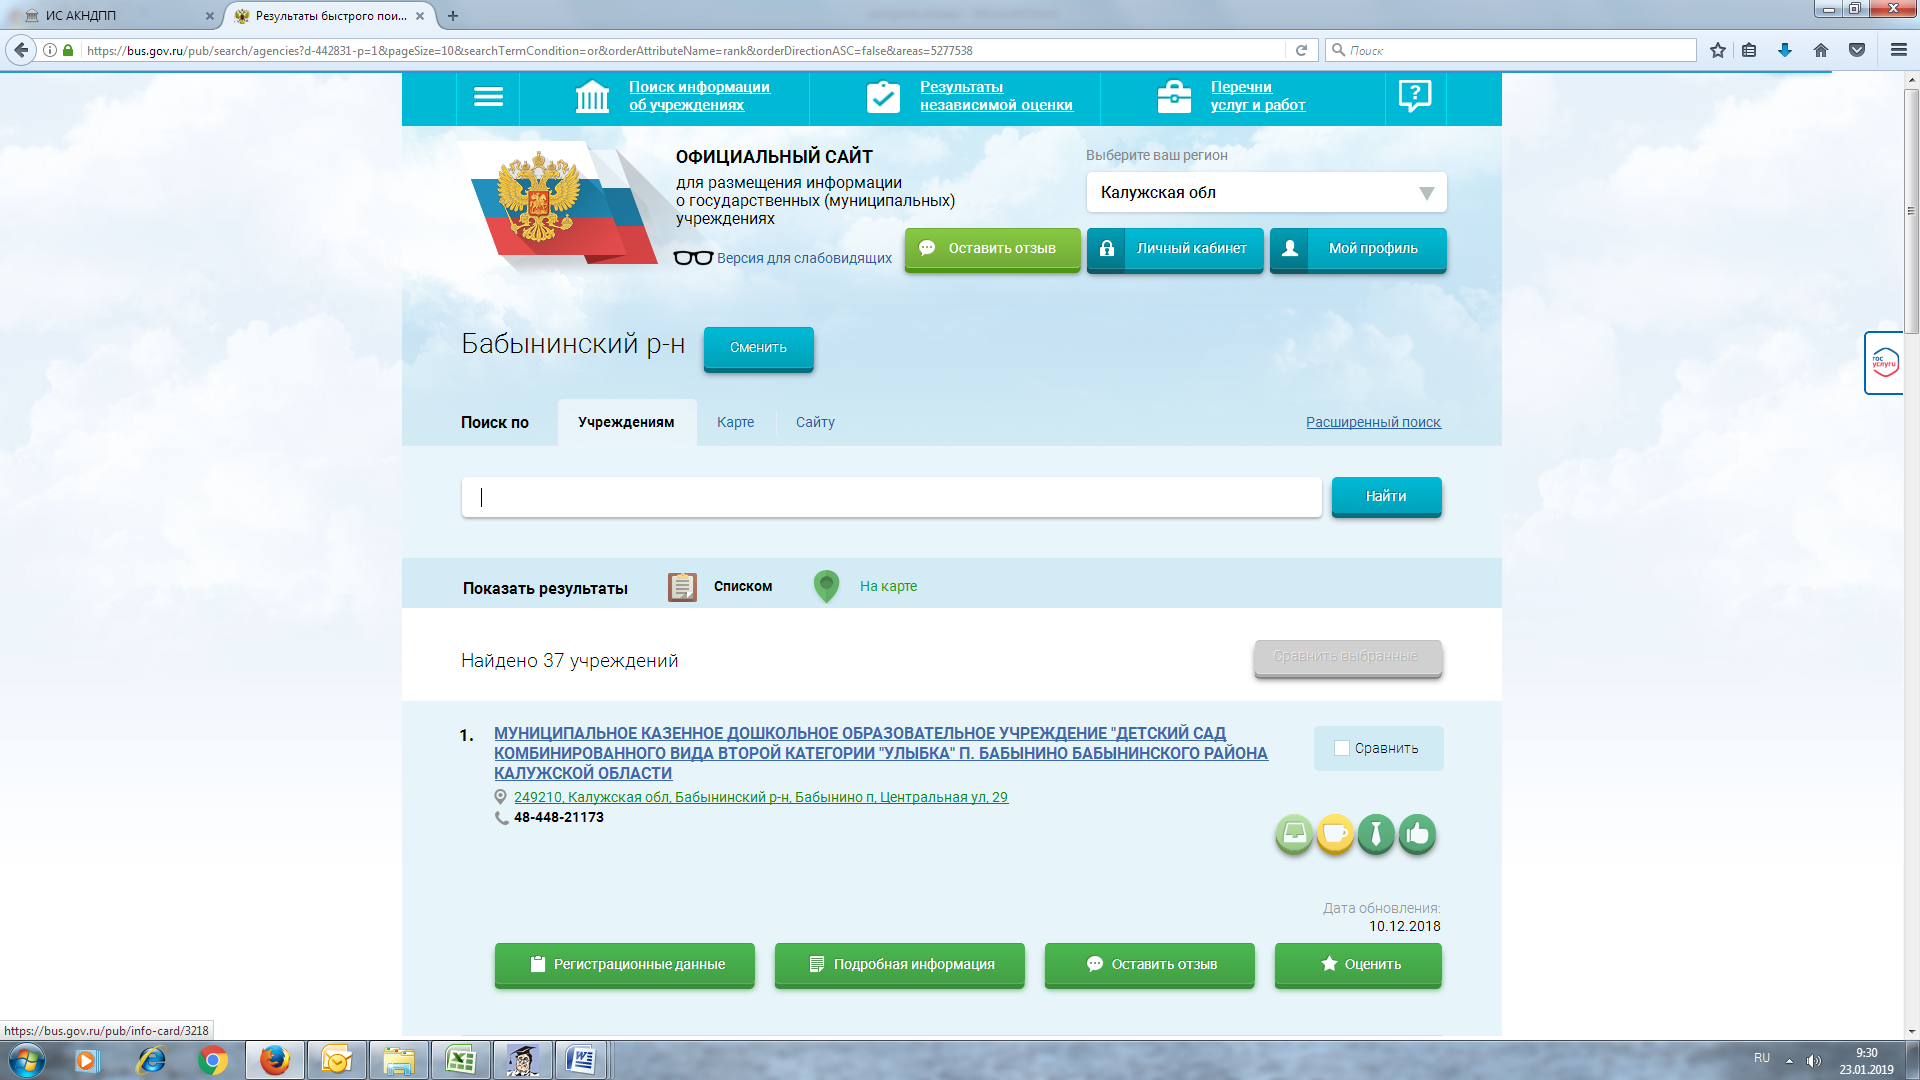 ИС АКНДПП
Результаты быстрого пои...
https://bus.gov.ru/pub/search/agencies?d-442831-p=1&pageSize=10&searchTermCondition=or&orderAttributeName=rank&orderDirectionASC=false&areas=5277538
Поиск
Поиск информации
об учреждениях
Результаты
независимой оценки
Перечни
услуг и работ
ОФИЦИАЛЬНЫЙ САЙТ
для размещения информации
о государственных (муниципальных)
учреждениях
Версия для слабовидящих
Выберите ваш регион
Калужская обл
Оставить отзыв
Личный кабинет
Мой профиль
Бабынинский р-н
Сменить
гос
услуги
Поиск по
Учреждениям
Карте
Сайту
Расширенный поиск
Найти
Показать результаты
Списком
На карте
Найдено 37 учреждений
Сравнить выбранные
1.
МУНИЦИПАЛЬНОЕ КАЗЕННОЕ ДОШКОЛЬНОЕ ОБРАЗОВАТЕЛЬНОЕ УЧРЕЖДЕНИЕ "ДЕТСКИЙ САД
КОМБИНИРОВАННОГО ВИДА ВТОРОЙ КАТЕГОРИИ "УЛЫБКА" П. БАБЫНИНО БАБЫНИНСКОГО РАЙОНА
КАЛУЖСКОЙ ОБЛАСТИ
Сравнить
249210, Калужская обл, Бабынинский р-н, Бабынино п, Центральная ул, 29
48-448-21173
Дата обновления:
10.12.2018
Регистрационные данные
Подробная информация
Оставить отзыв
Оценить
https://bus.gov.ru/pub/info-card/3218
RU
9:30
23.01.2019